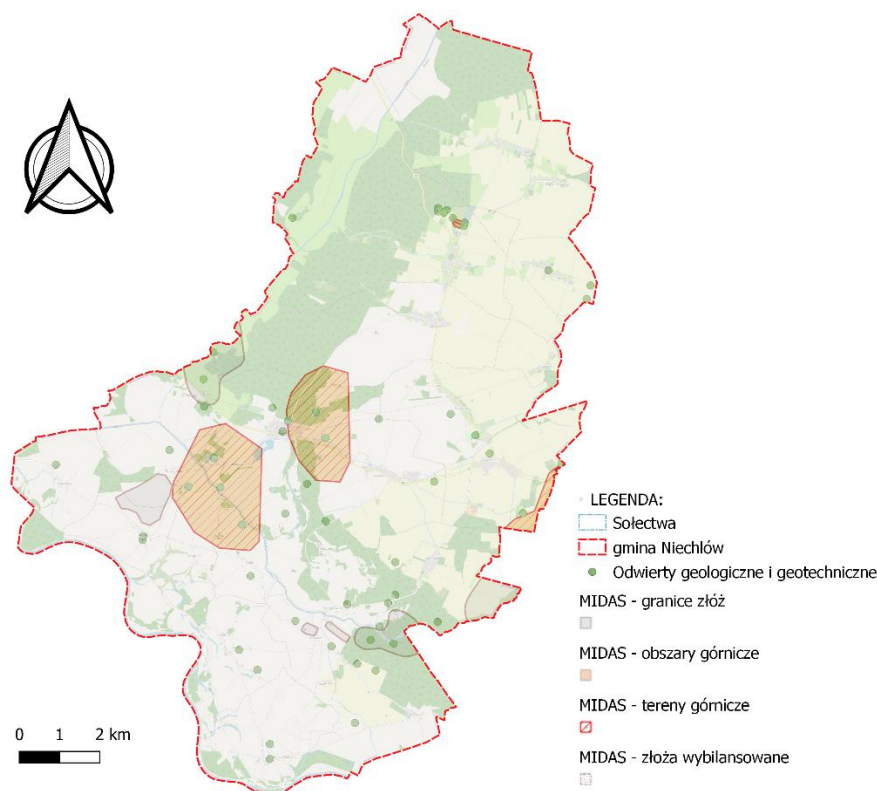 LEGENDA:
Sołectwa
gmina Niechlów
Odwierty geologiczne i geotechniczne
MIDAS - granice złóż
MIDAS - obszary górnicze
MIDAS - tereny górnicze
MIDAS - złoża wybilansowane
0 1 2 km